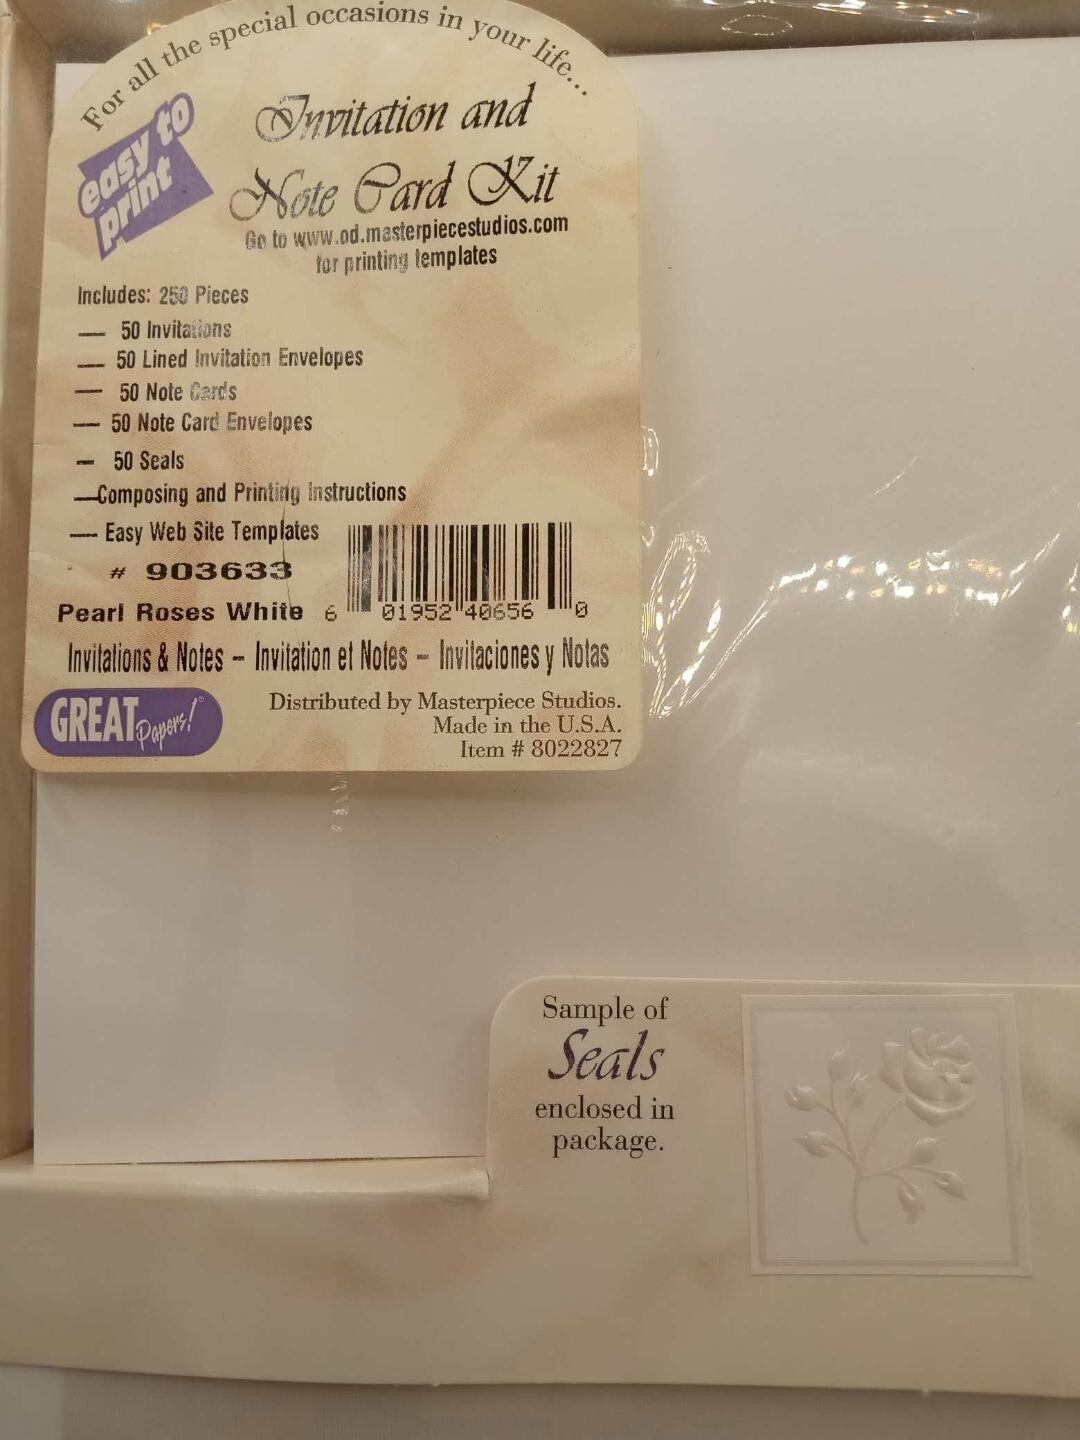 For all the special occasions in your life...
easy to
print
Invitation and
Note Card Kit
Go to www.od.masterpiecestudios.com
for printing templates
Includes: 250 Pieces
— 50 Invitations
— 50 Lined Invitation Envelopes
— 50 Note Cards
— 50 Note Card Envelopes
— 50 Seals
—Composing and Printing Instructions
— Easy Web Site Templates
# 903633
Pearl Roses White
6 01952 40656 0
Invitations & Notes – Invitation et Notes – Invitaciones y Notas
GREAT Papers!
Distributed by Masterpiece Studios.
Made in the U.S.A.
Item # 8022827
Sample of
Seals
enclosed in
package.